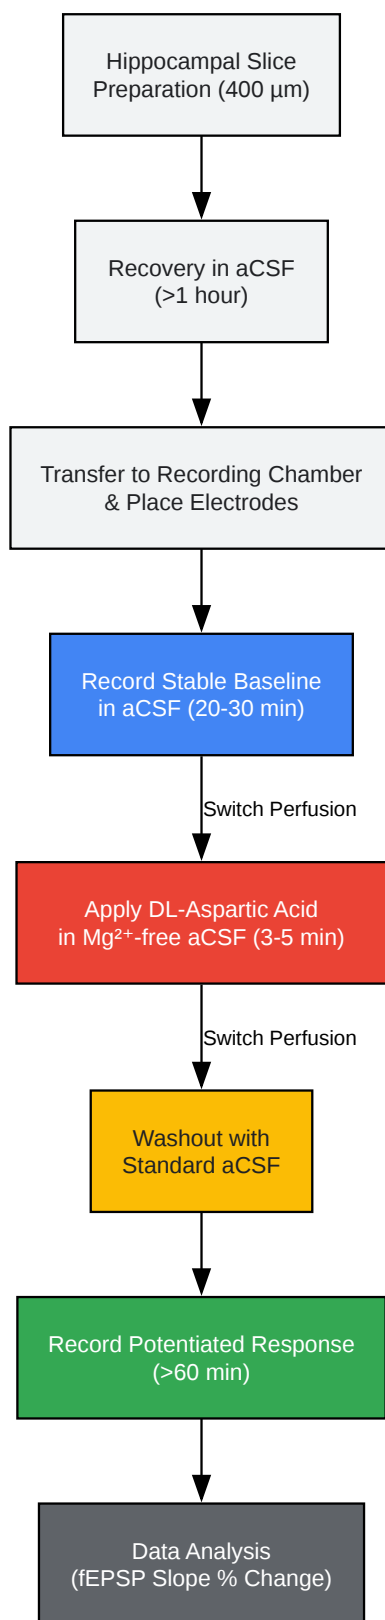 Hippocampal Slice
Preparation (400 µm)
Recovery in aCSF
(>1 hour)
Transfer to Recording Chamber
& Place Electrodes
Record Stable Baseline
in aCSF (20-30 min)
Switch Perfusion
Apply DL-Aspartic Acid
in Mg²⁺-free aCSF (3-5 min)
Switch Perfusion
Washout with
Standard aCSF
Record Potentiated Response
(>60 min)
Data Analysis
(fEPSP Slope % Change)